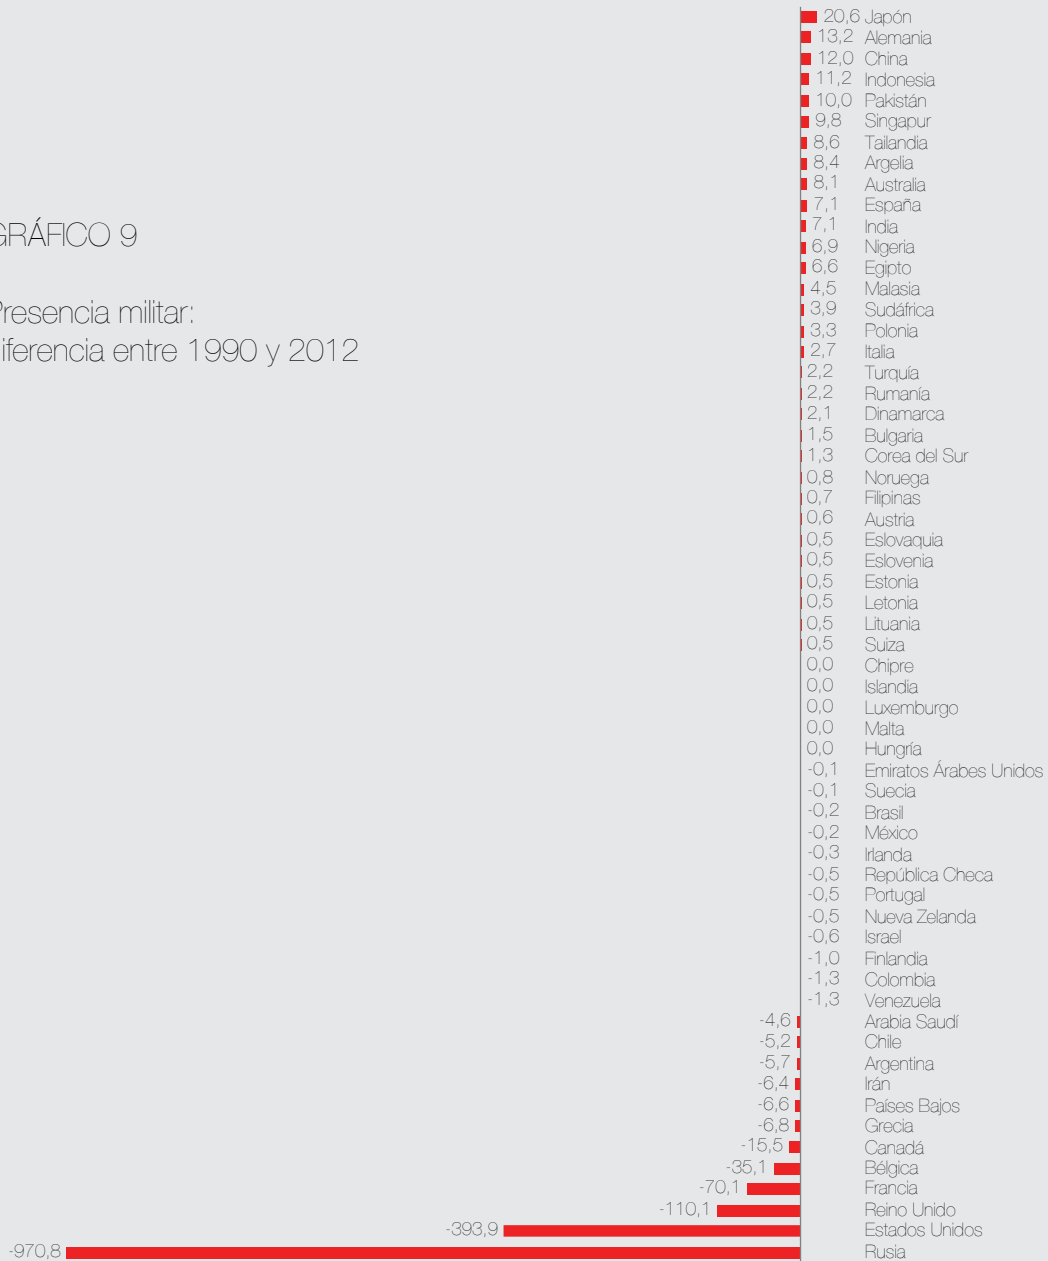 GRÁFICO 9
Presencia militar:
diferencia entre 1990 y 2012
20,6 Japón
13,2 Alemania
12,0 China
11,2 Indonesia
10,0 Pakistán
9,8 Singapur
8,6 Tailandia
8,4 Argelia
8,1 Australia
7,1 España
7,1 India
6,9 Nigeria
6,6 Egipto
4,5 Malasia
3,9 Sudáfrica
3,3 Polonia
2,7 Italia
2,2 Turquía
2,2 Rumanía
2,1 Dinamarca
1,5 Bulgaria
1,3 Corea del Sur
0,8 Noruega
0,7 Filipinas
0,6 Austria
0,5 Eslovaquia
0,5 Eslovenia
0,5 Estonia
0,5 Letonia
0,5 Lituania
0,5 Suiza
0,0 Chipre
0,0 Islandia
0,0 Luxemburgo
0,0 Malta
0,0 Hungría
-0,1 Emiratos Árabes Unidos
-0,1 Suecia
-0,2 Brasil
-0,2 México
-0,3 Irlanda
-0,5 República Checa
-0,5 Portugal
-0,5 Nueva Zelanda
-0,6 Israel
-1,0 Finlandia
-1,3 Colombia
-1,3 Venezuela
-4,6 Arabia Saudí
-5,2 Chile
-5,7 Argentina
-6,4 Irán
-6,6 Países Bajos
-6,8 Grecia
-15,5 Canadá
-35,1 Bélgica
-70,1 Francia
-110,1 Reino Unido
-393,9 Estados Unidos
-970,8 Rusia